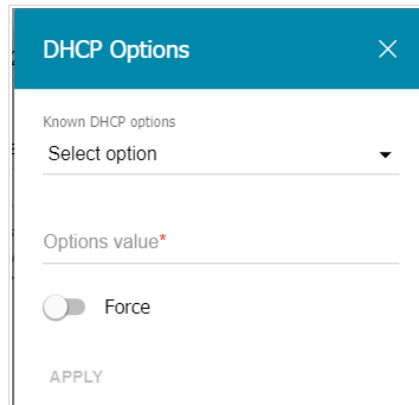 DHCP Options
Known DHCP options
Select option
Options value*
Force
APPLY